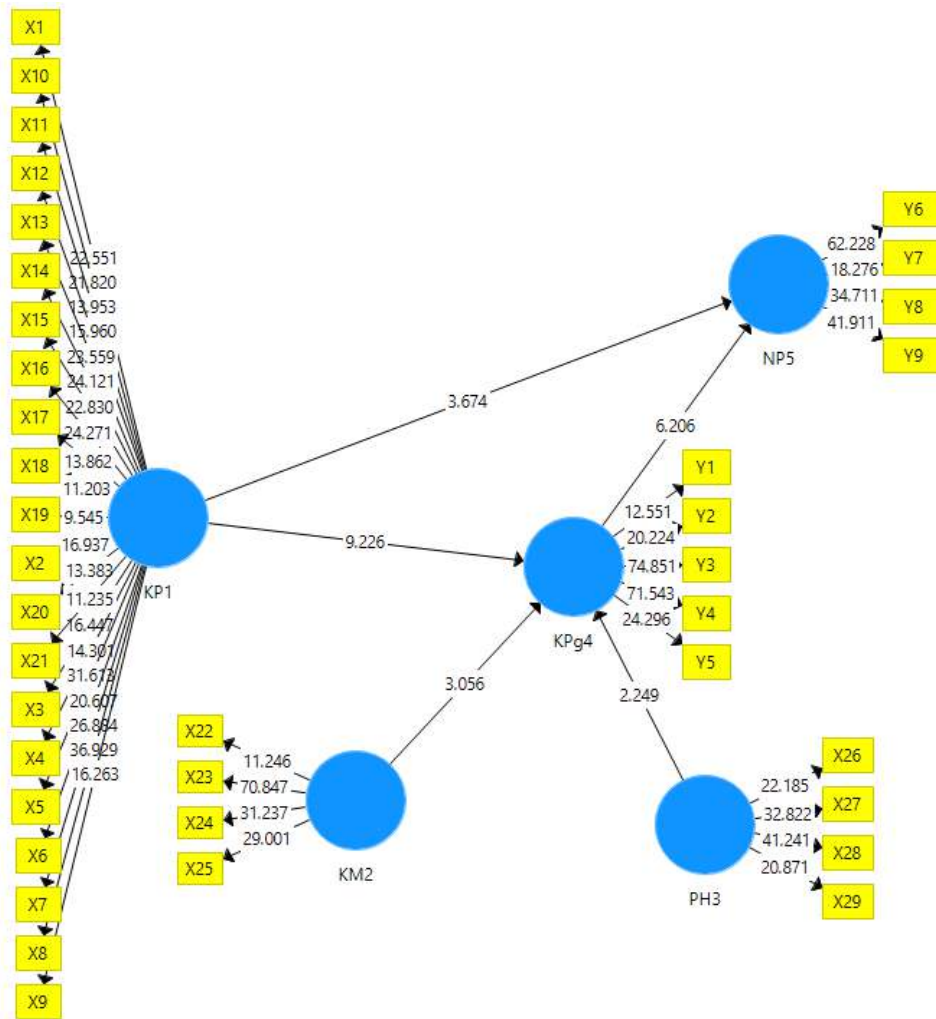 X1
X10
X11
X12
X13
X14
X15
X16
X17
X18
X19
X2
X20
X21
X3
X4
X5
X6
X7
X8
X9
22.551
21.820
13.953
15.960
23.559
24.121
22.830
24.271
13.862
11.203
9.545
16.937
13.383
11.235
16.447
14.301
31.613
20.607
26.884
36.929
16.263
KP1
3.674
9.226
NP5
62.228
18.276
34.711
41.911
Y6
Y7
Y8
Y9
6.206
KPg4
12.551
20.224
74.851
71.543
24.296
Y1
Y2
Y3
Y4
Y5
3.056
2.249
X22
X23
X24
X25
11.246
70.847
31.237
29.001
KM2
PH3
22.185
32.822
41.241
20.871
X26
X27
X28
X29